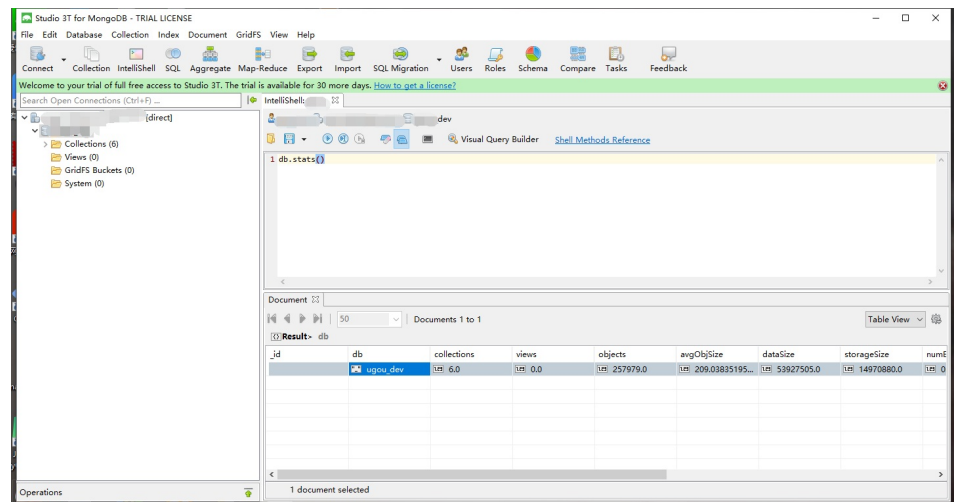 Studio 3T for MongoDB - TRIAL LICENSE
File Edit Database Collection Index Document GridFS View Help
Connect Collection IntelliShell SQL Aggregate Map-Reduce Export Import SQL Migration Users Roles Schema Compare Tasks Feedback
Welcome to your trial of full free access to Studio 3T. The trial is available for 30 more days. How to get a license?
Search Open Connections (Ctrl+F) ...
IntelliShell:
[direct]
dev
Collections (6)
Views (0)
GridFS Buckets (0)
System (0)
Visual Query Builder Shell Methods Reference
1 db.stats()
Document
50 Documents 1 to 1 Table View
Result> db
_id db collections views objects avgObjSize dataSize storageSize
ugou_dev 6.0 0.0 257979.0 209.03835195... 53927505.0 14970880.0 0
1 document selected
Operations